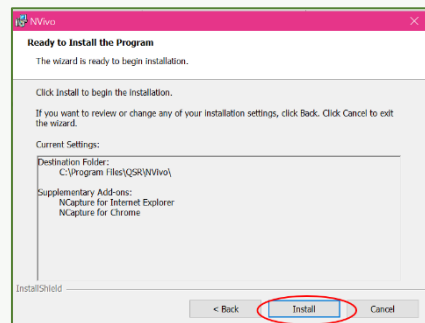 NVivo
Ready to Install the Program
The wizard is ready to begin installation.
Click Install to begin the installation.
If you want to review or change any of your installation settings, click Back. Click Cancel to exit
the wizard.
Current Settings:
Destination Folder:
C:\Program Files\QSR\NVivo\
Supplementary Add-ons:
NCapture for Internet Explorer
NCapture for Chrome
InstallShield
< Back Install Cancel